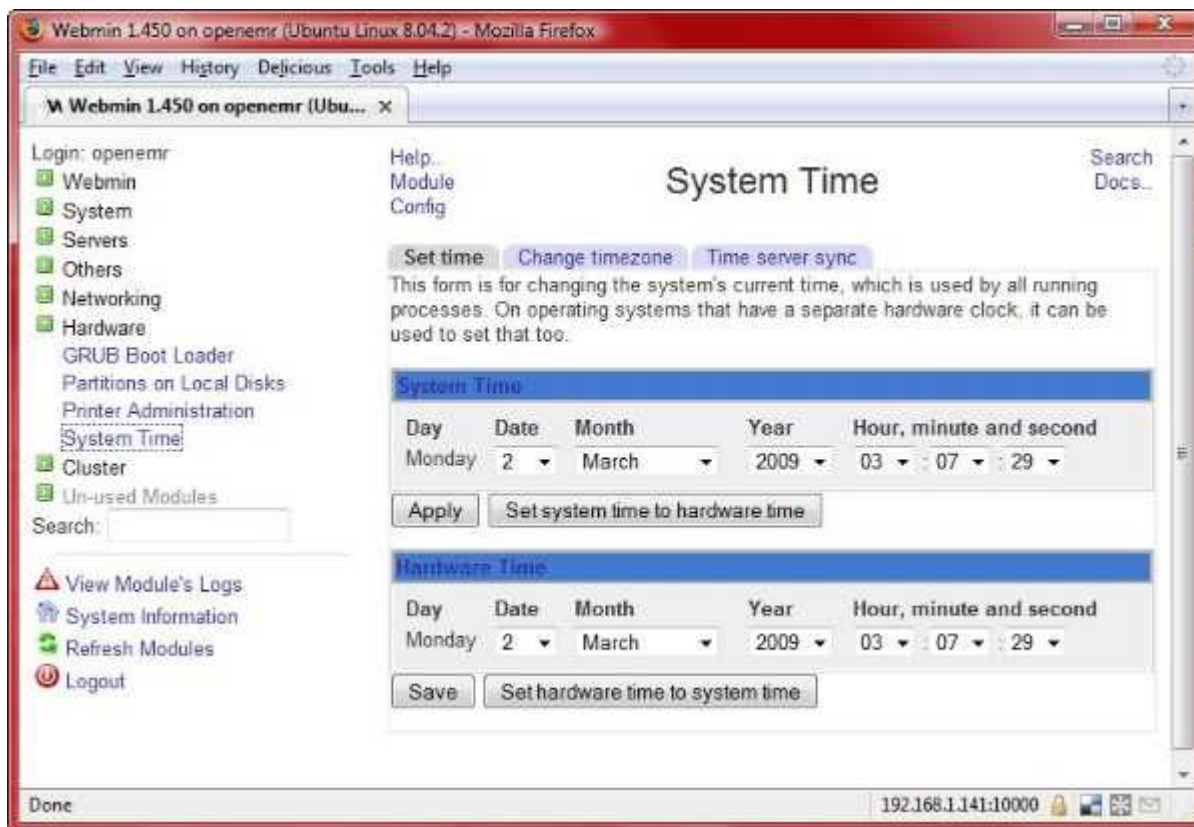 Webmin 1.450 on openemr (Ubuntu Linux 8.04.2) - Mozilla Firefox
File Edit View History Delicious Tools Help
Webmin 1.450 on openemr (Ubu...
Login: openemr
Webmin
System
Servers
Others
Networking
Hardware
GRUB Boot Loader
Partitions on Local Disks
Printer Administration
System Time
Cluster
Un-used Modules
Search:
View Module's Logs
System Information
Refresh Modules
Logout
Help..
Module
Config
System Time
Search
Docs..
Set time Change timezone Time server sync
This form is for changing the system's current time, which is used by all running
processes. On operating systems that have a separate hardware clock, it can be
used to set that too.
System Time
Day Date Month Year Hour, minute and second
Monday 2 March 2009 03 : 07 : 29
Apply Set system time to hardware time
Hardware Time
Day Date Month Year Hour, minute and second
Monday 2 March 2009 03 : 07 : 29
Save Set hardware time to system time
Done 192.168.1.141:10000